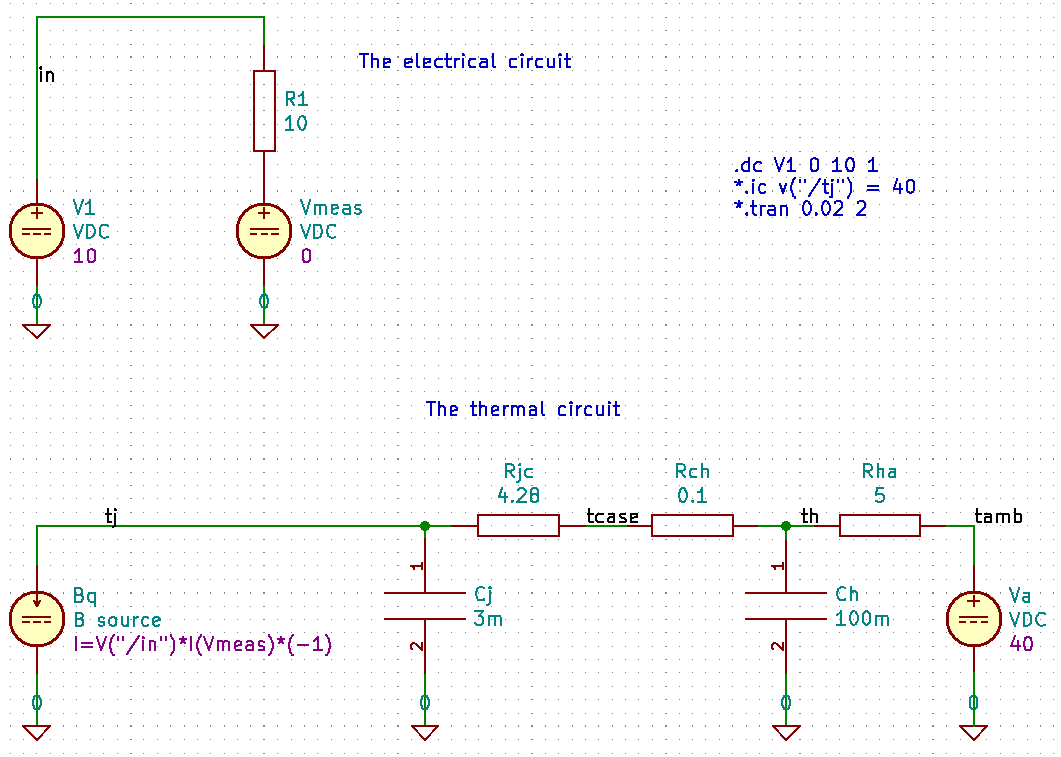 The electrical circuit
in
R1
10
.dc V1 0 10 1
*.ic v("/tj") = 40
*.tran 0.02 2
V1
VDC
10
Vmeas
VDC
0
0
0
The thermal circuit
Rjc
4.28
Rch
0.1
Rha
5
tj
tcase
th
tamb
1
1
Bq
B source
I=V("/in")*I(Vmeas)*(-1)
Cj
3m
Ch
100m
Va
VDC
40
2
2
0
0
0
0